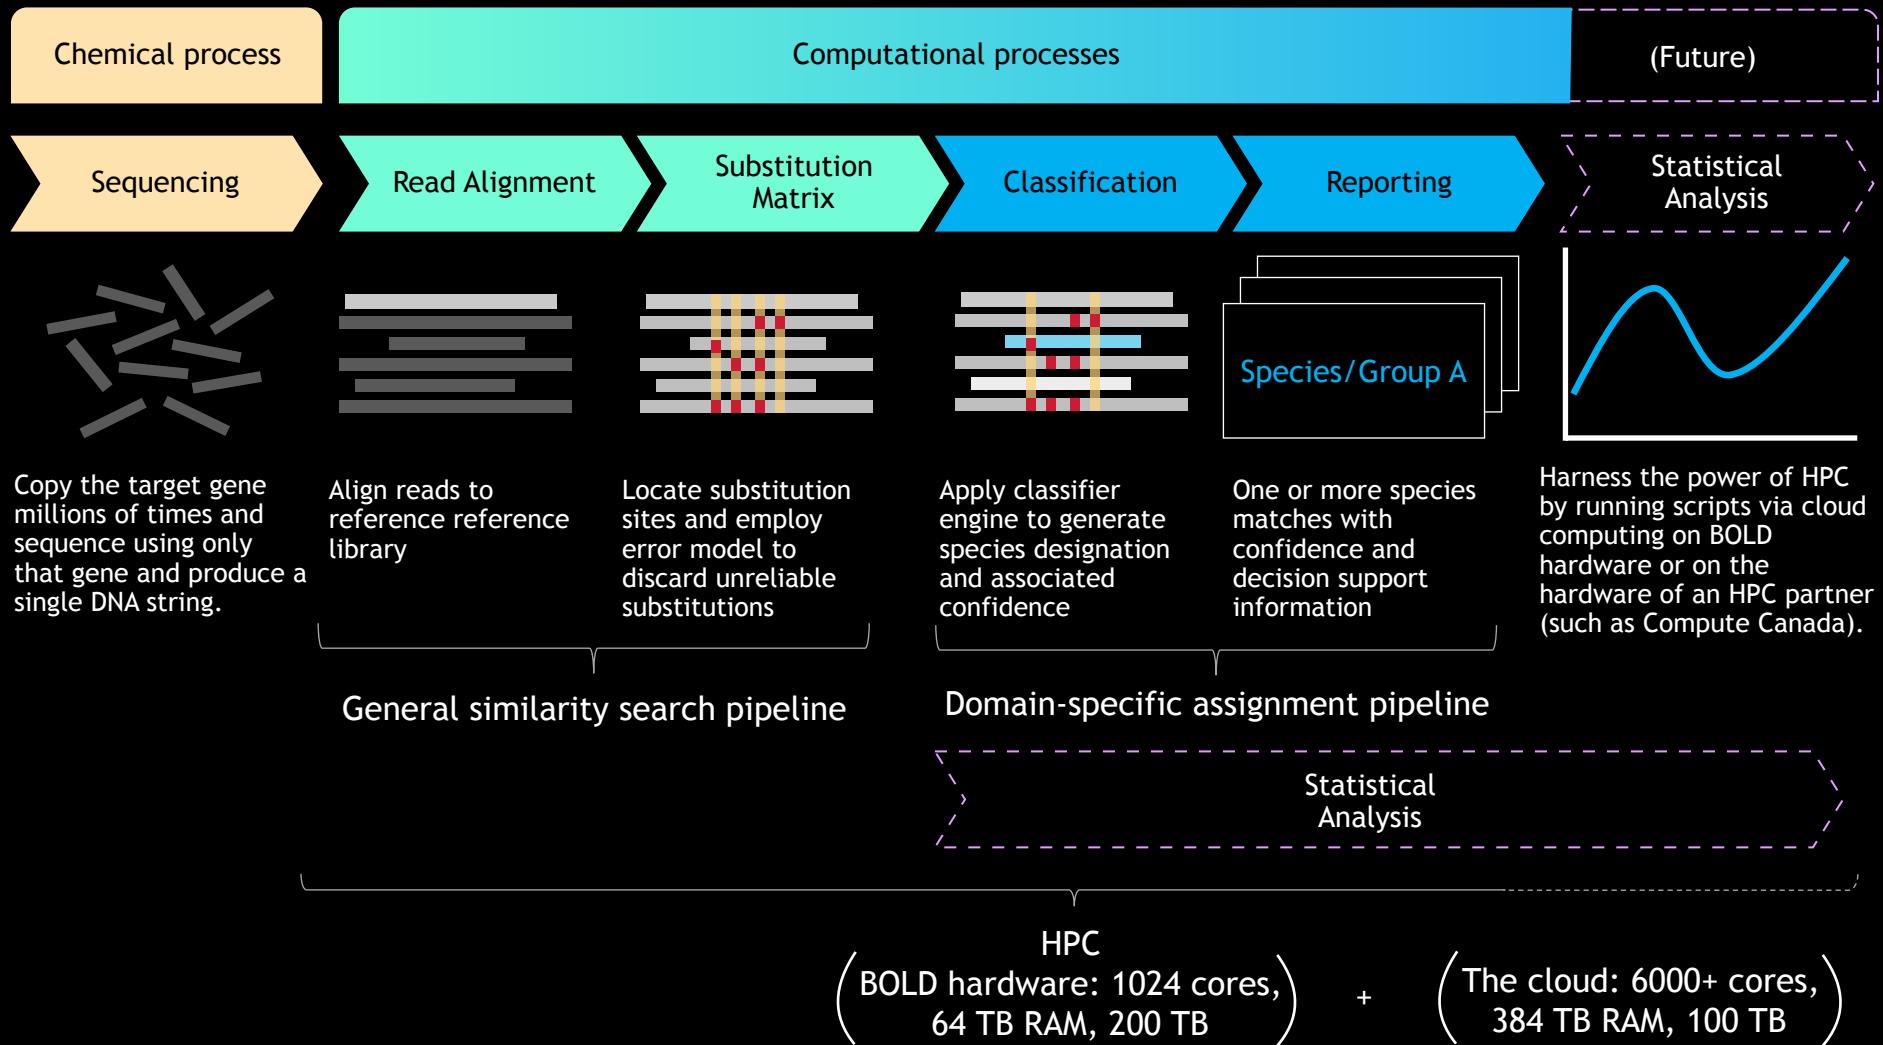 Chemical process
Computational processes
(Future)
Sequencing
Read Alignment
Substitution
Matrix
Classification
Reporting
Statistical
Analysis
Species/Group A
Copy the target gene
millions of times and
sequence using only
that gene and produce a
single DNA string.
Align reads to
reference reference
library
Locate substitution
sites and employ
error model to
discard unreliable
substitutions
Apply classifier
engine to generate
species designation
and associated
confidence
One or more species
matches with
confidence and
decision support
information
Harness the power of HPC
by running scripts via cloud
computing on BOLD
hardware or on the
hardware of an HPC partner
(such as Compute Canada).
General similarity search pipeline
Domain-specific assignment pipeline
Statistical
Analysis
HPC
(BOLD hardware: 1024 cores,
64 TB RAM, 200 TB)
+
(The cloud: 6000+ cores,
384 TB RAM, 100 TB)